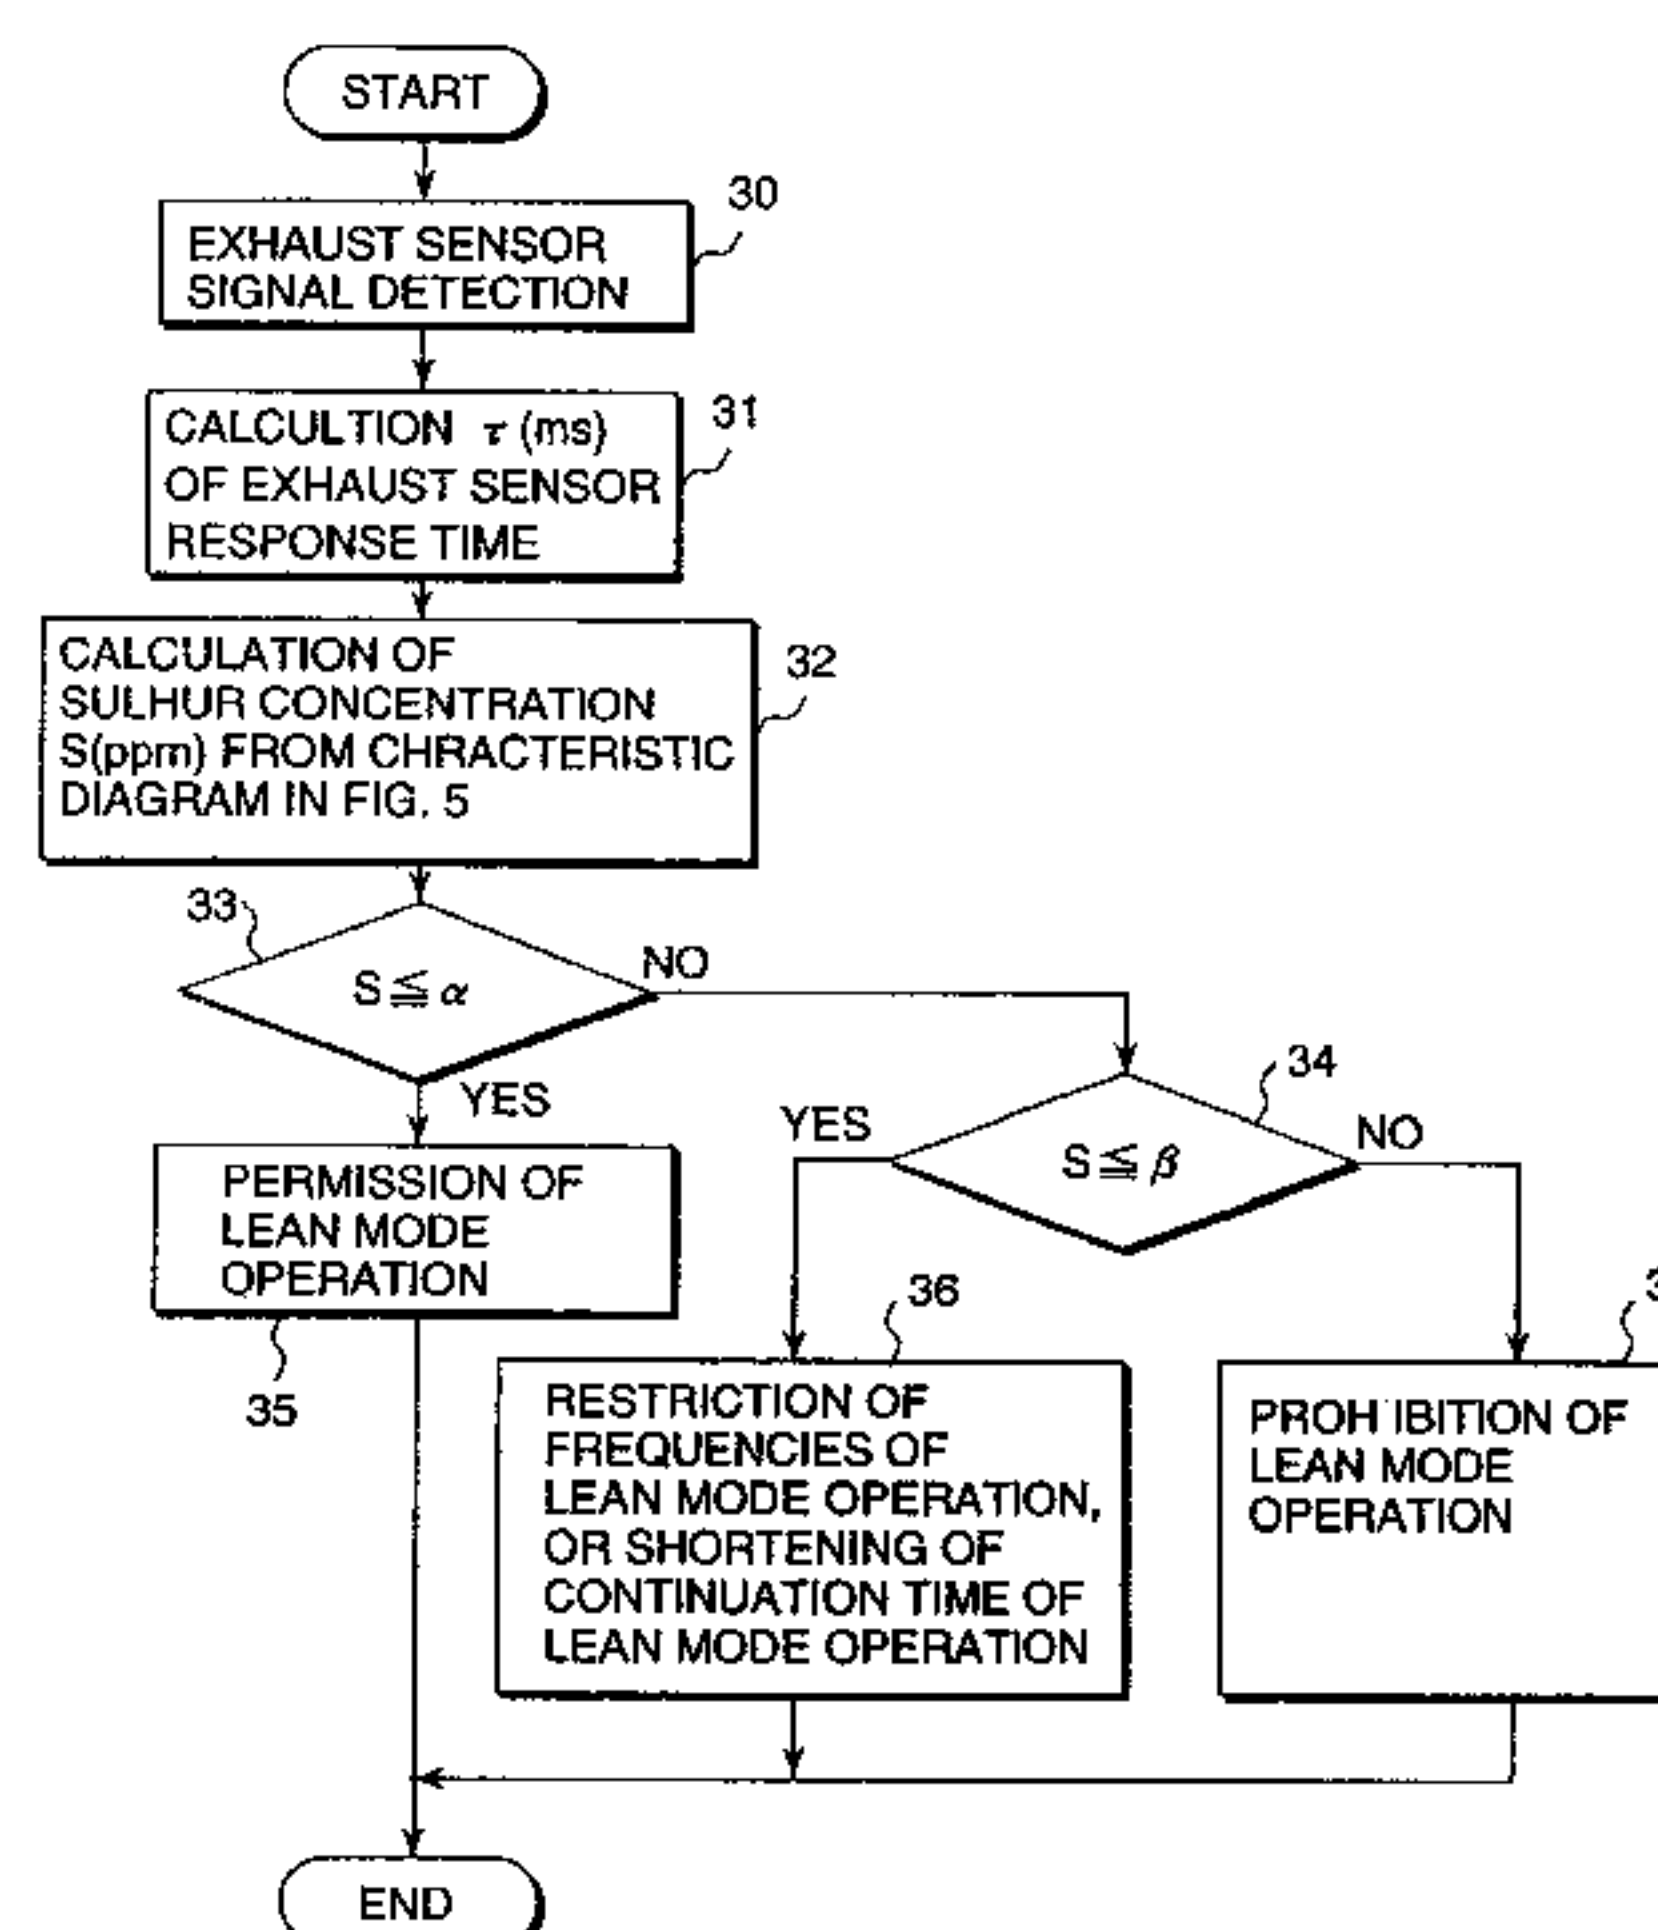 START
30
EXHAUST SENSOR
SIGNAL DETECTION
31
CALCULTION τ (ms)
OF EXHAUST SENSOR
RESPONSE TIME
32
CALCULATION OF
SULHUR CONCENTRATION
S(ppm) FROM CHRACTERISTIC
DIAGRAM IN FIG. 5
33
S ≦ α
NO
YES
34
S ≦ β
YES
NO
PERMISSION OF
LEAN MODE
OPERATION
35
36
RESTRICTION OF
FREQUENCIES OF
LEAN MODE OPERATION,
OR SHORTENING OF
CONTINUATION TIME OF
LEAN MODE OPERATION
PROHIBITION OF
LEAN MODE
OPERATION
END